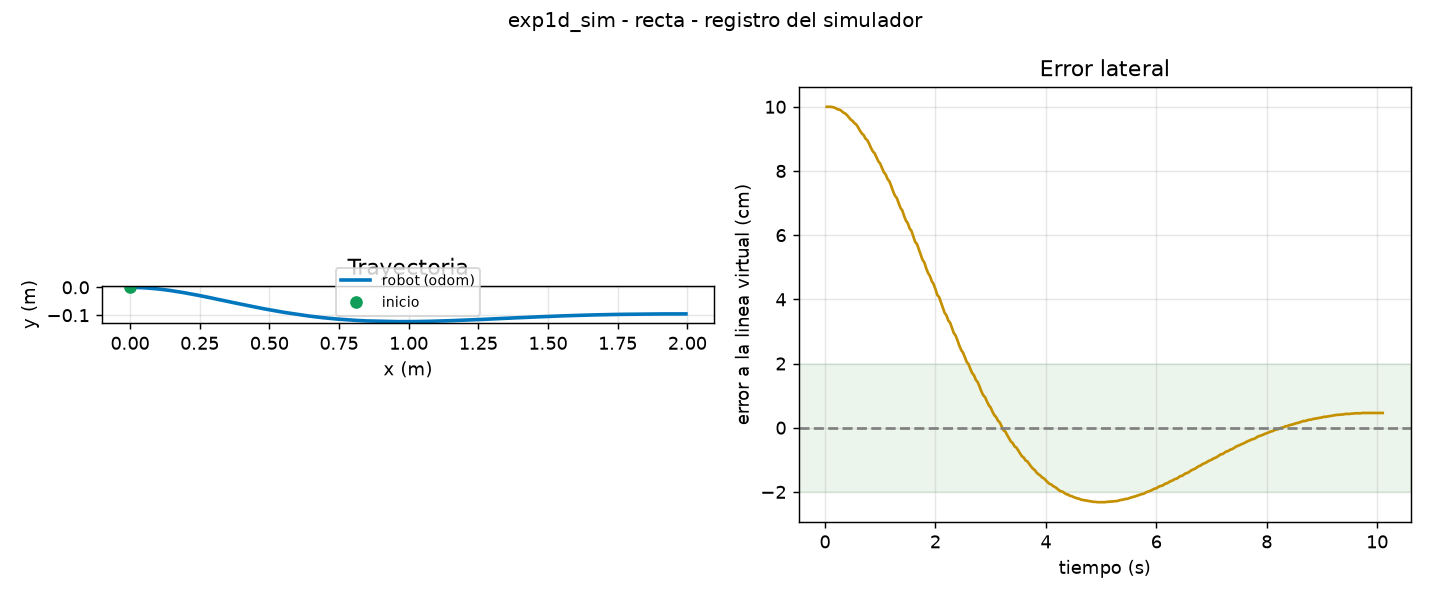 exp1d_sim - recta - registro del simulador
Trayectoria
robot (odom)
inicio
y (m)
0.0
−0.1
0.00 0.25 0.50 0.75 1.00 1.25 1.50 1.75 2.00
x (m)
Error lateral
error a la linea virtual (cm)
10
8
6
4
2
0
−2
0 2 4 6 8 10
tiempo (s)